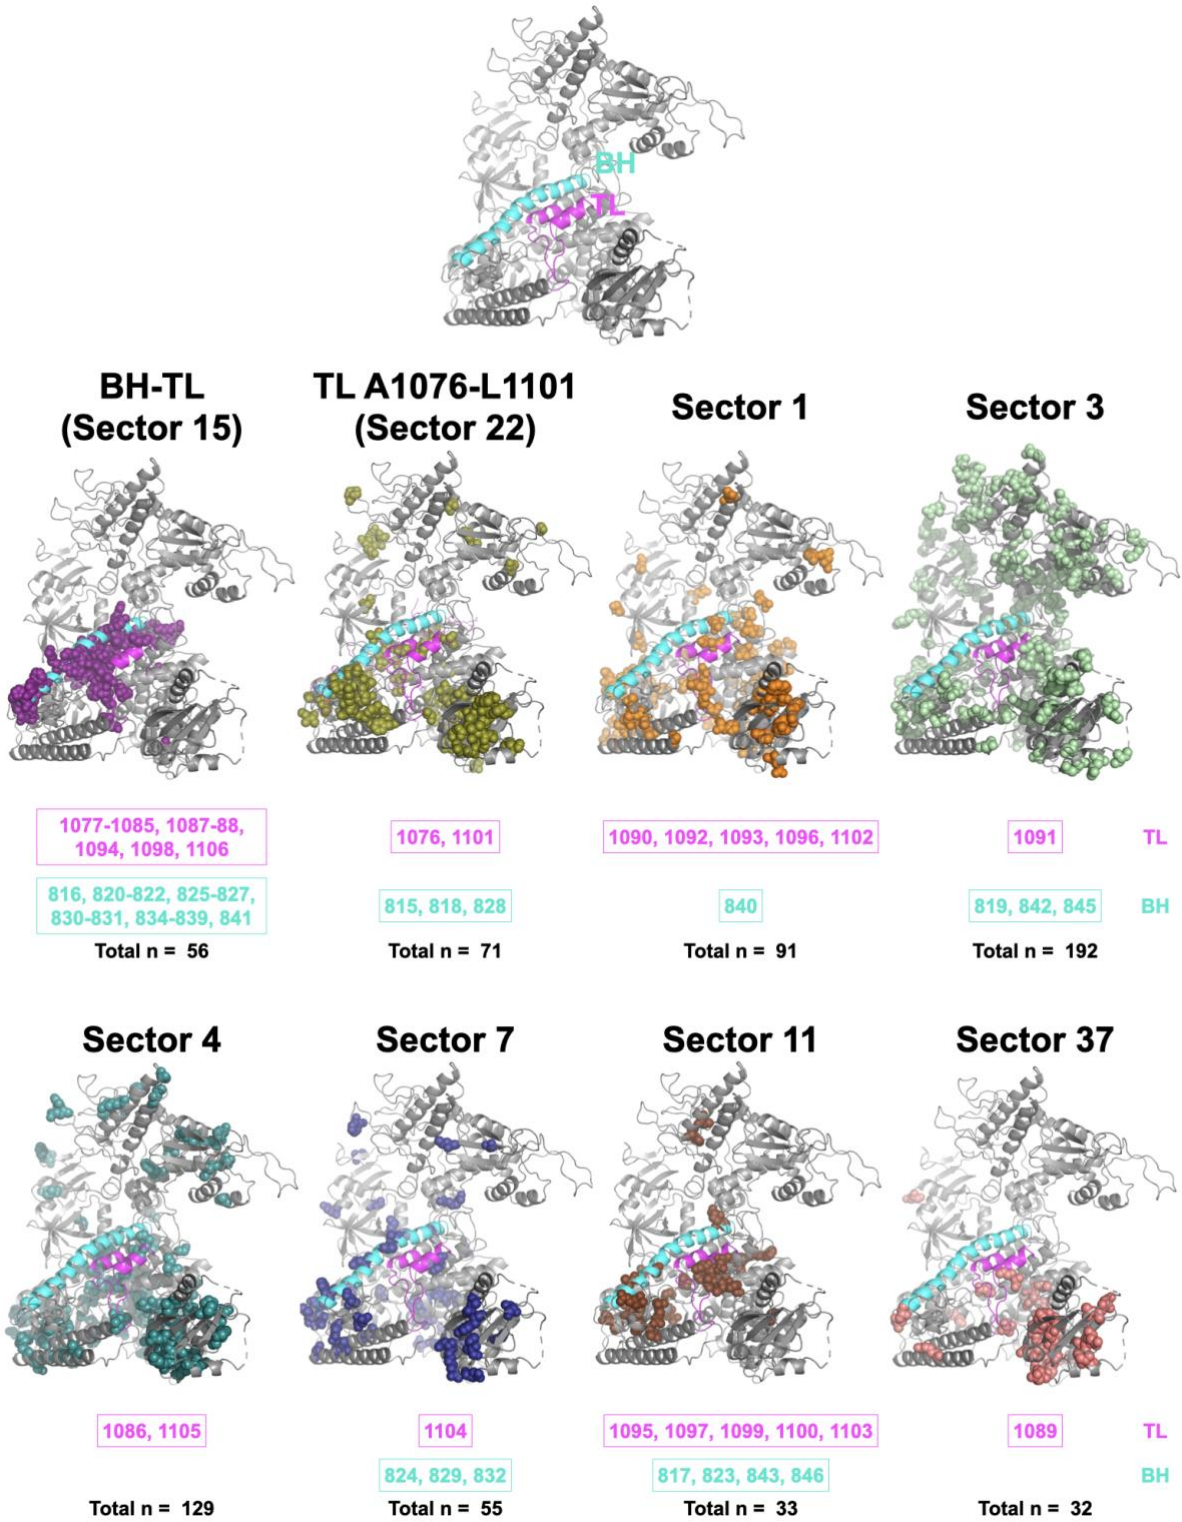 BH
TL
BH-TL
(Sector 15)
TL A1076-L1101
(Sector 22)
Sector 1
Sector 3
1077-1085, 1087-88,
1094, 1098, 1106
1076, 1101
1090, 1092, 1093, 1096, 1102
1091
TL
816, 820-822, 825-827,
830-831, 834-839, 841
815, 818, 828
840
819, 842, 845
BH
Total n = 56
Total n = 71
Total n = 91
Total n = 192
Sector 4
Sector 7
Sector 11
Sector 37
1086, 1105
1104
1095, 1097, 1099, 1100, 1103
1089
TL
824, 829, 832
817, 823, 843, 846
BH
Total n = 129
Total n = 55
Total n = 33
Total n = 32